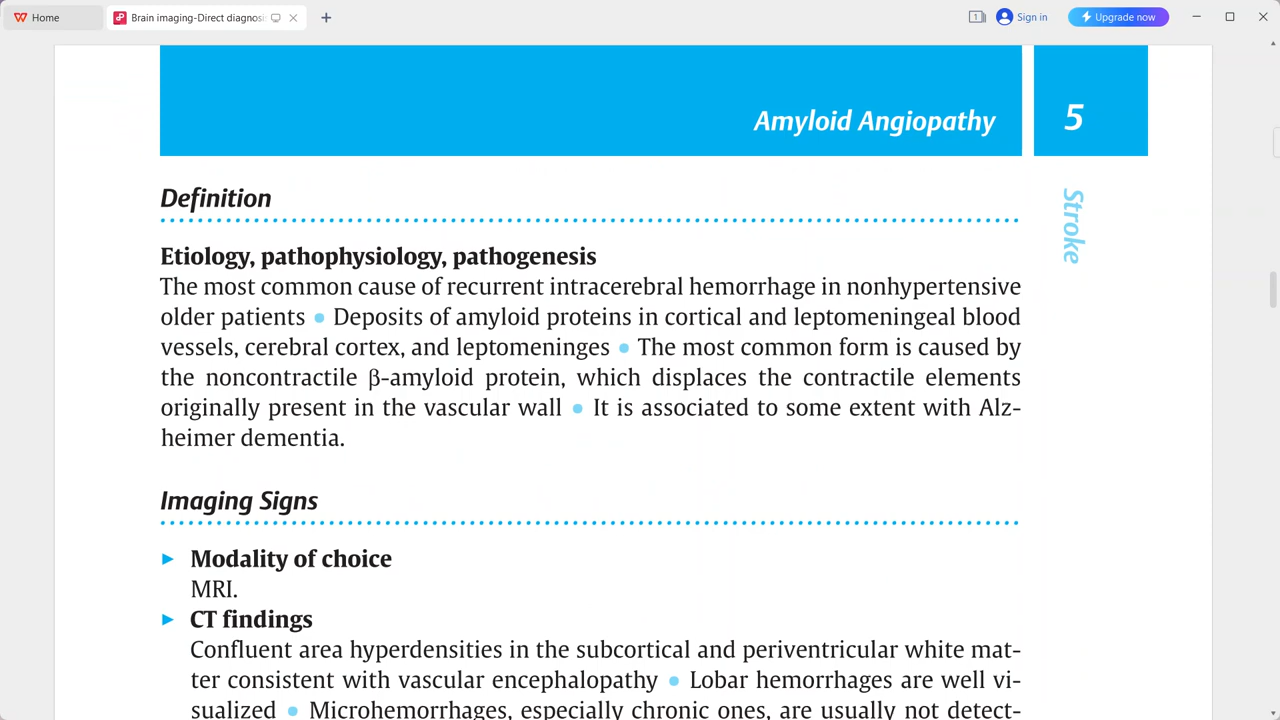 Home
Brain imaging-Direct diagnosi
1
Sign in
Upgrade now
Amyloid Angiopathy
5
Stroke
Definition
Etiology, pathophysiology, pathogenesis
The most common cause of recurrent intracerebral hemorrhage in nonhypertensive
older patients • Deposits of amyloid proteins in cortical and leptomeningeal blood
vessels, cerebral cortex, and leptomeninges • The most common form is caused by
the noncontractile β-amyloid protein, which displaces the contractile elements
originally present in the vascular wall • It is associated to some extent with Alz-
heimer dementia.
Imaging Signs
Modality of choice
MRI.
CT findings
Confluent area hyperdensities in the subcortical and periventricular white mat-
ter consistent with vascular encephalopathy • Lobar hemorrhages are well vi-
sualized • Microhemorrhages, especially chronic ones, are usually not detect-